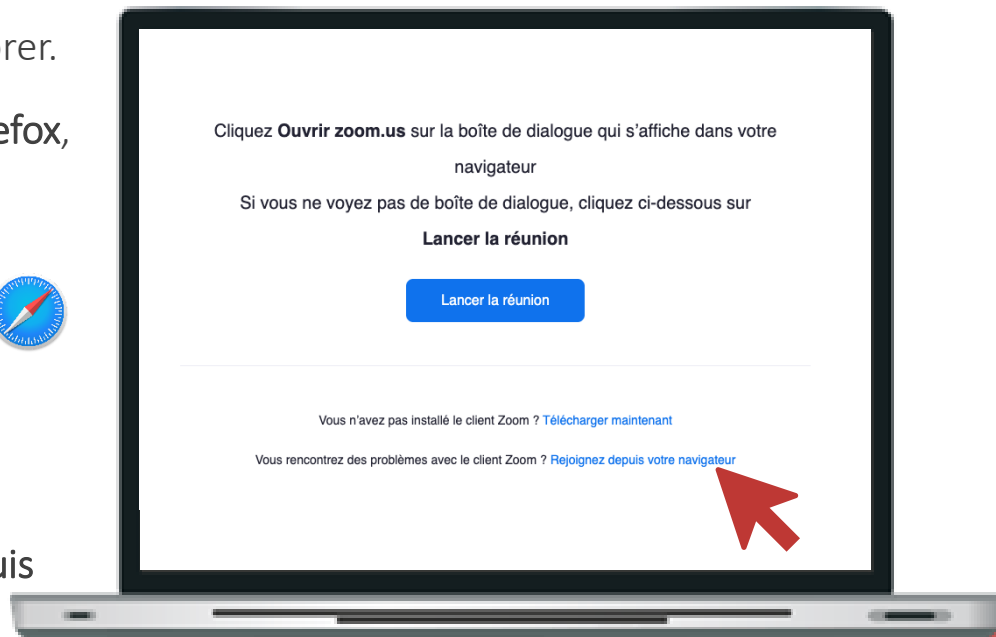 rer.
efox,
Cliquez Ouvrir zoom.us sur la boîte de dialogue qui s'affiche dans votre
navigateur
Si vous ne voyez pas de boîte de dialogue, cliquez ci-dessous sur
Lancer la réunion
Lancer la réunion
Vous n'avez pas installé le client Zoom ? Télécharger maintenant
Vous rencontrez des problèmes avec le client Zoom ? Rejoignez depuis votre navigateur
uis